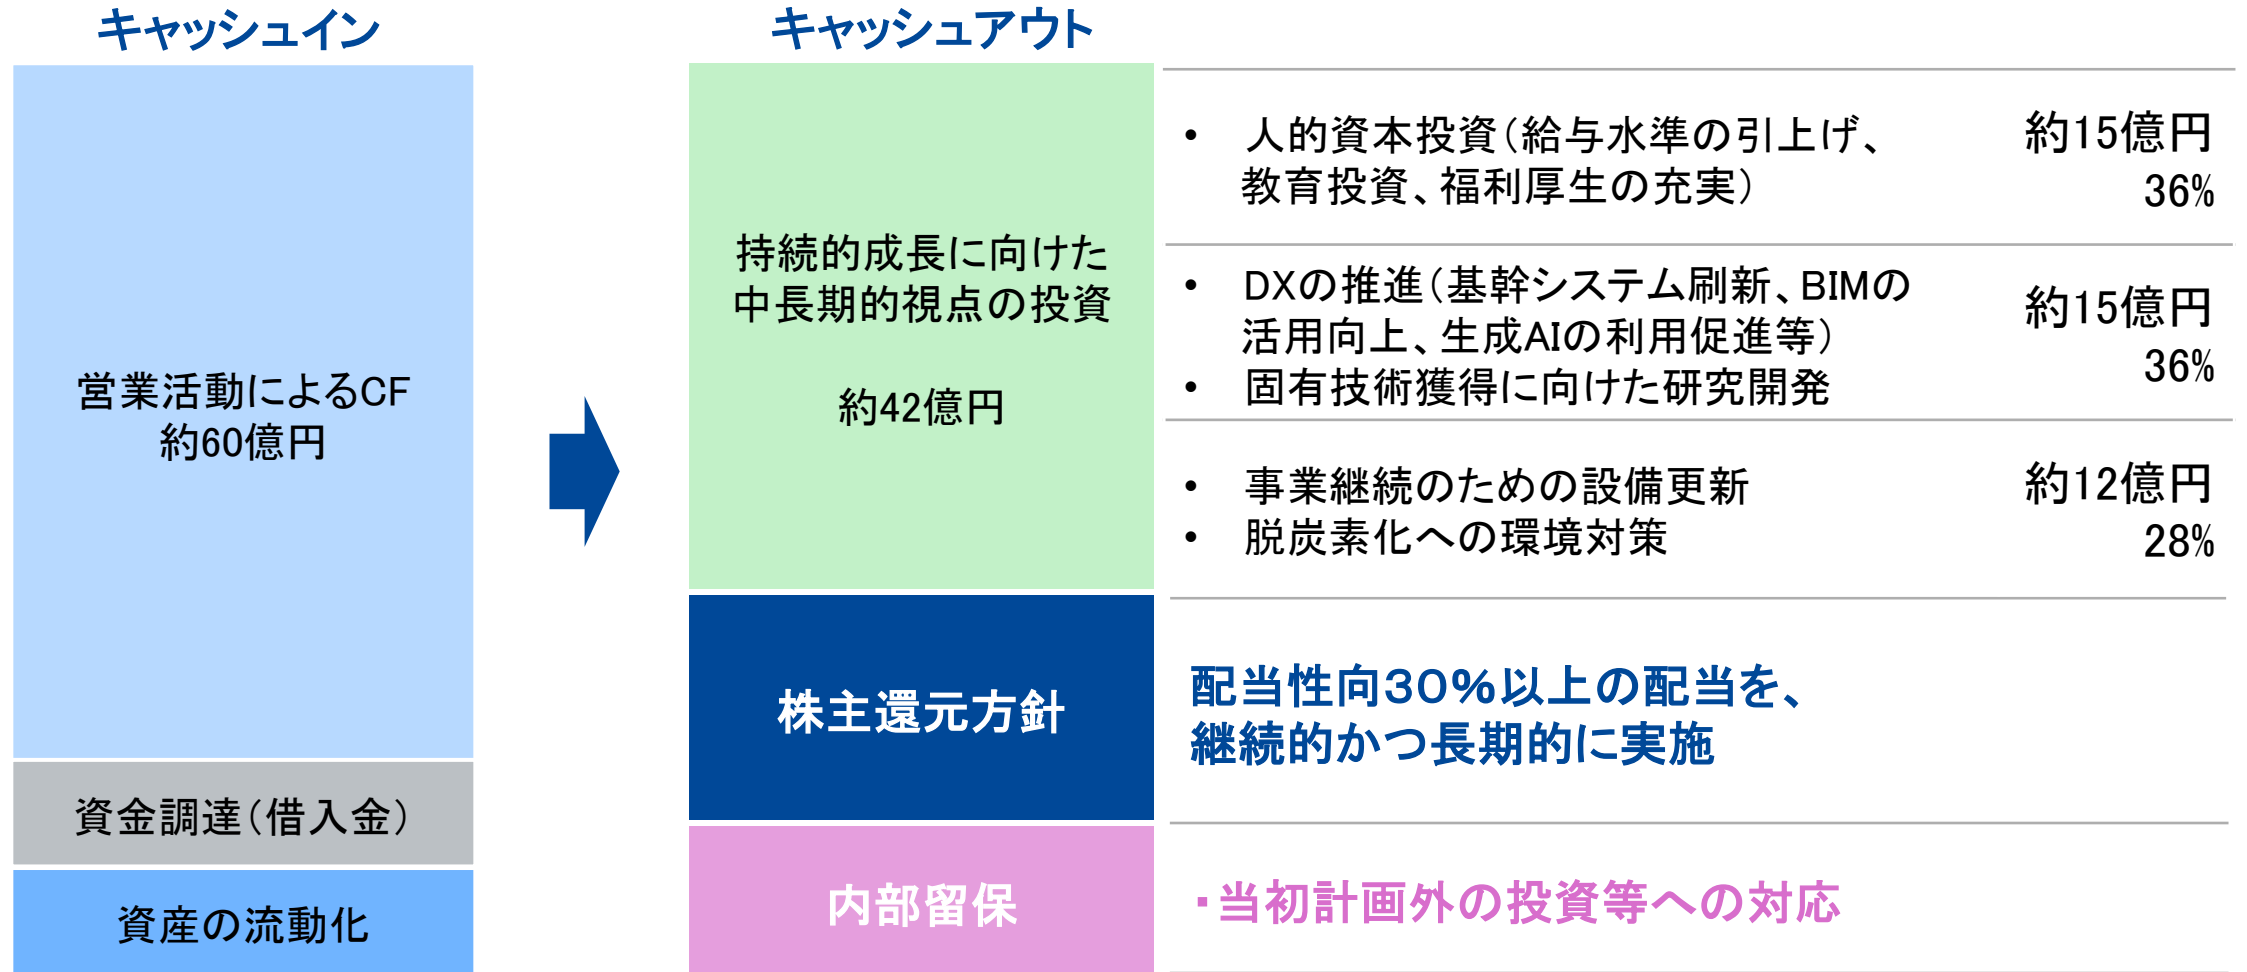 キャッシュイン
営業活動によるCF
約60億円
資金調達（借入金）
資産の流動化
キャッシュアウト
持続的成長に向けた
中長期的視点の投資
約42億円
• 人的資本投資（給与水準の引上げ、
教育投資、福利厚生の充実）
約15億円
36%
• DXの推進（基幹システム刷新、BIMの
活用向上、生成AIの利用促進等）
• 固有技術獲得に向けた研究開発
約15億円
36%
• 事業継続のための設備更新
• 脱炭素化への環境対策
約12億円
28%
株主還元方針
配当性向30%以上の配当を、
継続的かつ長期的に実施
内部留保
・当初計画外の投資等への対応